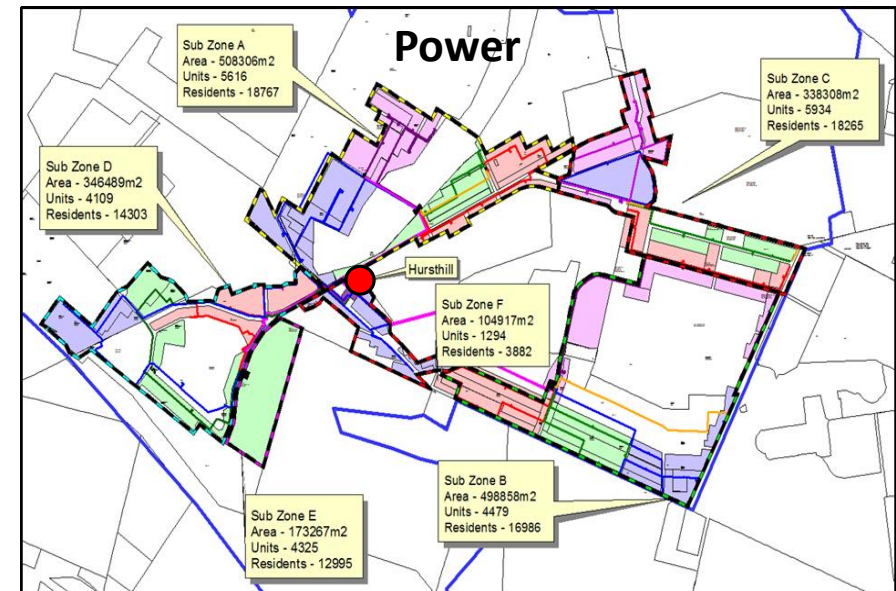 Power
Sub Zone A
Area - 508306m2
Units - 5616
Residents - 18767
Sub Zone C
Area - 338308m2
Units - 5934
Residents - 18265
Sub Zone D
Area - 346489m2
Units - 4109
Residents - 14303
Hursthill
Sub Zone F
Area - 104917m2
Units - 1294
Residents - 3882
Sub Zone B
Area - 498858m2
Units - 4479
Residents - 16986
Sub Zone E
Area - 173267m2
Units - 4325
Residents - 12995